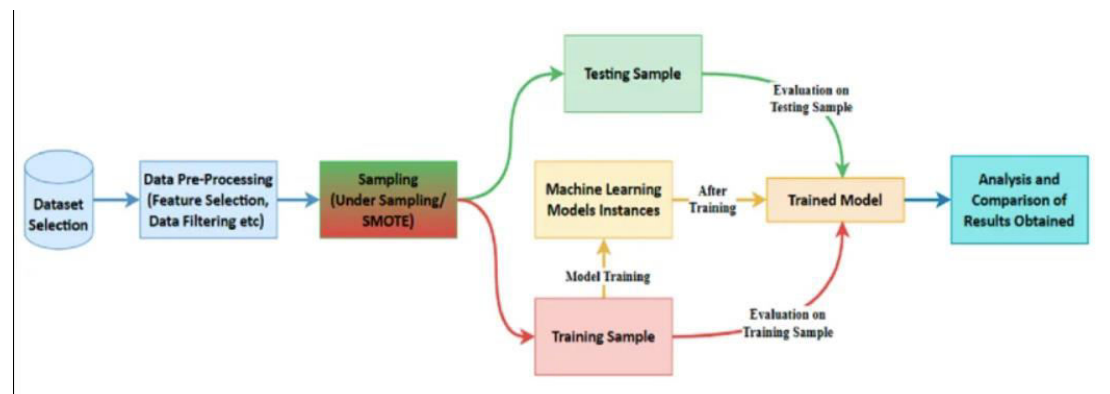 Dataset
Selection
Data Pre-Processing
(Feature Selection,
Data Filtering etc)
Sampling
(Under Sampling/
SMOTE)
Testing Sample
Evaluation on
Testing Sample
Machine Learning
Models Instances
After
Training
Trained Model
Analysis and
Comparison of
Results Obtained
Model Training
Training Sample
Evaluation on
Training Sample